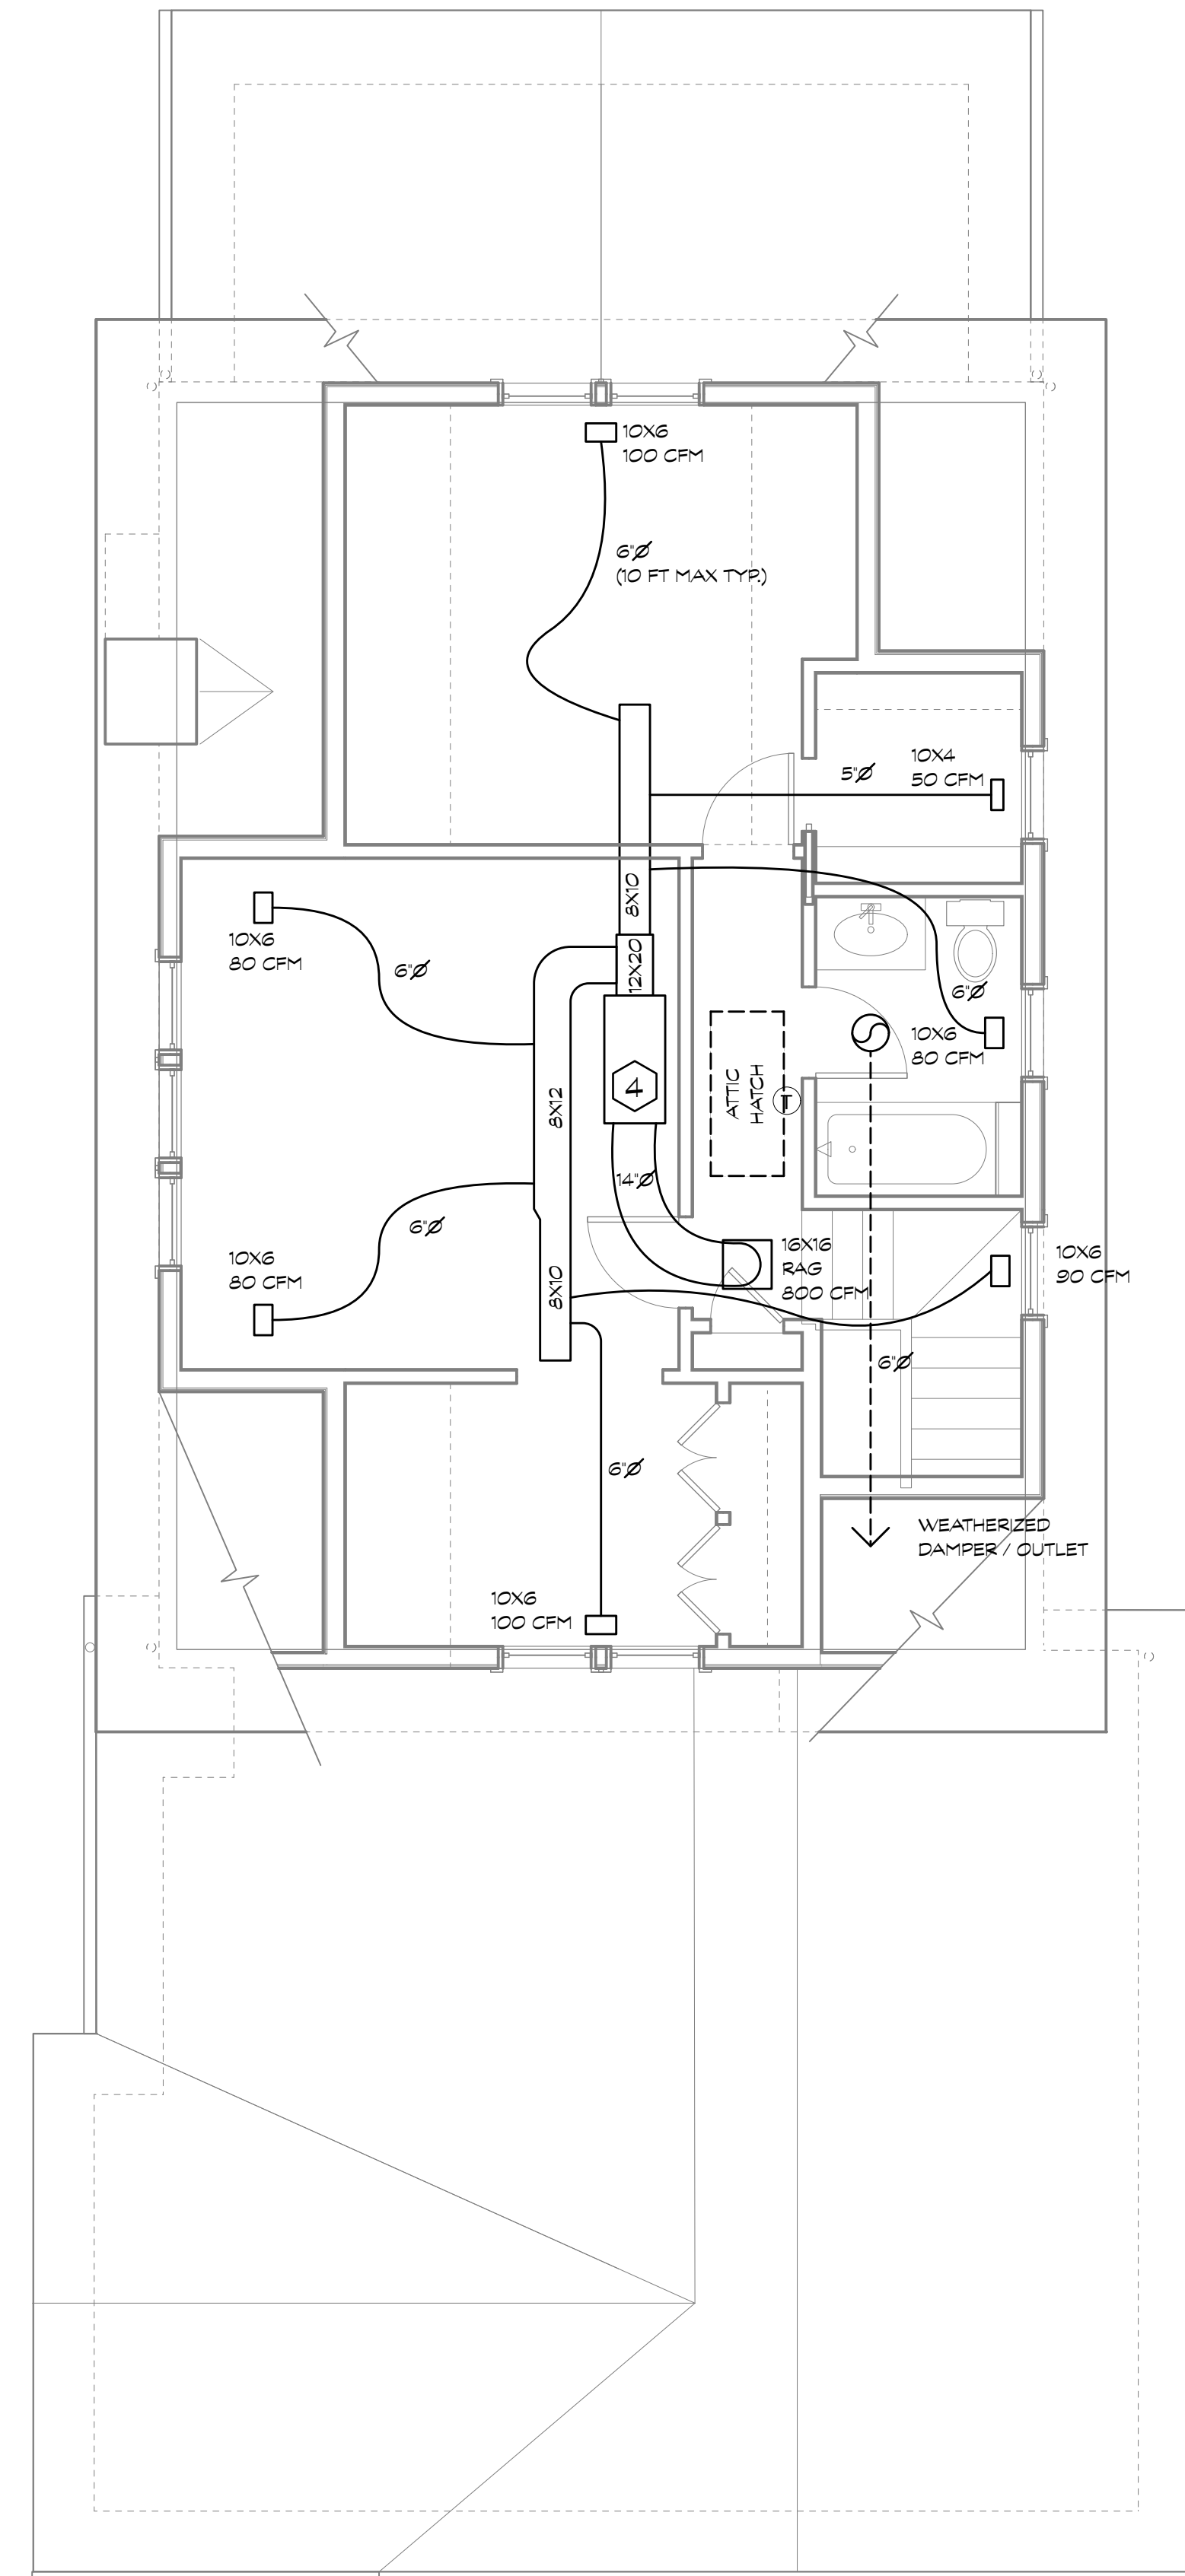 10X6
100 CFM
6"Ø
(10 FT MAX TYP.)
10X4
50 CFM
5"Ø
8X10
10X6
80 CFM
6"Ø
12X20
6"Ø
10X6
80 CFM
4
ATTIC
HATCH
T
8X12
14"Ø
6"Ø
10X6
80 CFM
16X16
RAG
800 CFM
10X6
90 CFM
8X10
6"Ø
6"Ø
WEATHERIZED
DAMPER / OUTLET
10X6
100 CFM